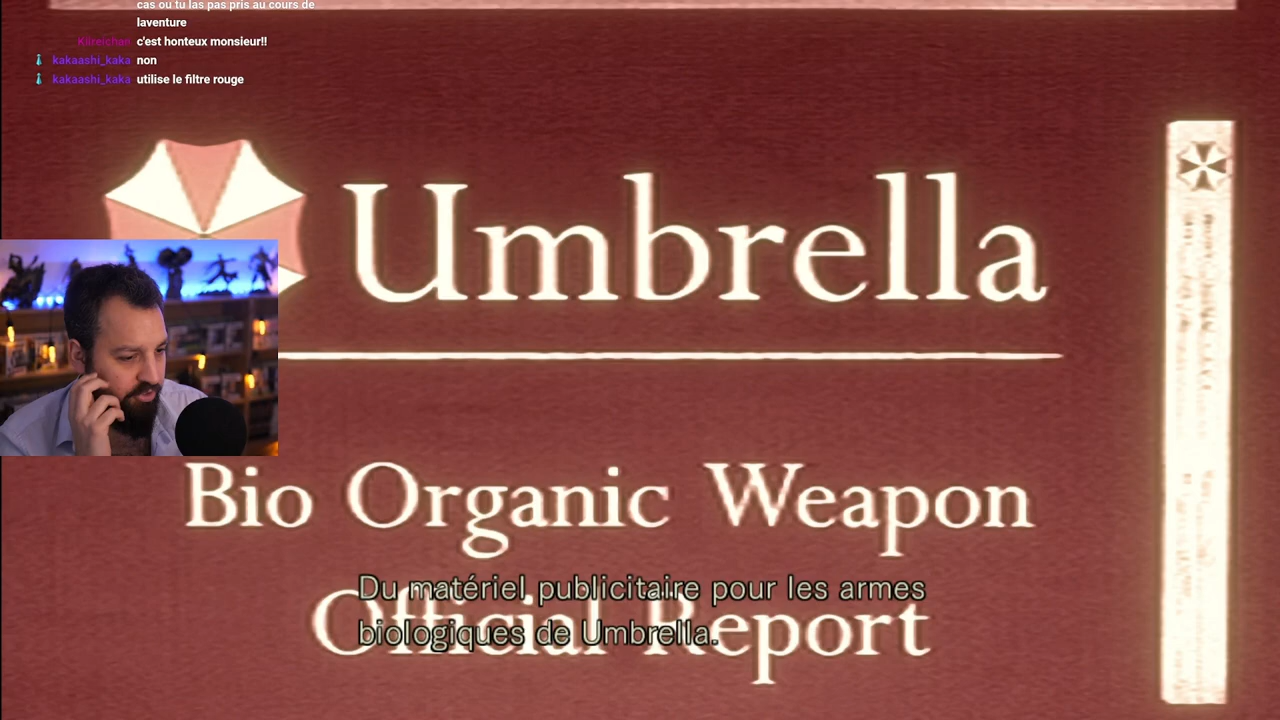 cas ou tu las pas pris au cours de
laventure
Kiireichan c'est honteux monsieur!!
kakaashi_kaka non
kakaashi_kaka utilise le filtre rouge
Umbrella
Bio Organic Weapon
Official Report
Du matériel publicitaire pour les armes
biologiques de Umbrella.